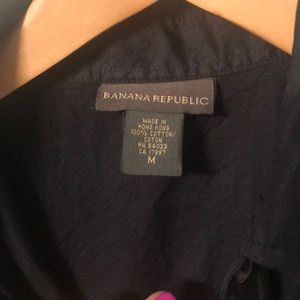 BANANA REPUBLIC
MADE IN
HONG KONG
100% COTTON/
COTON
RN 54023
CA 17897
M